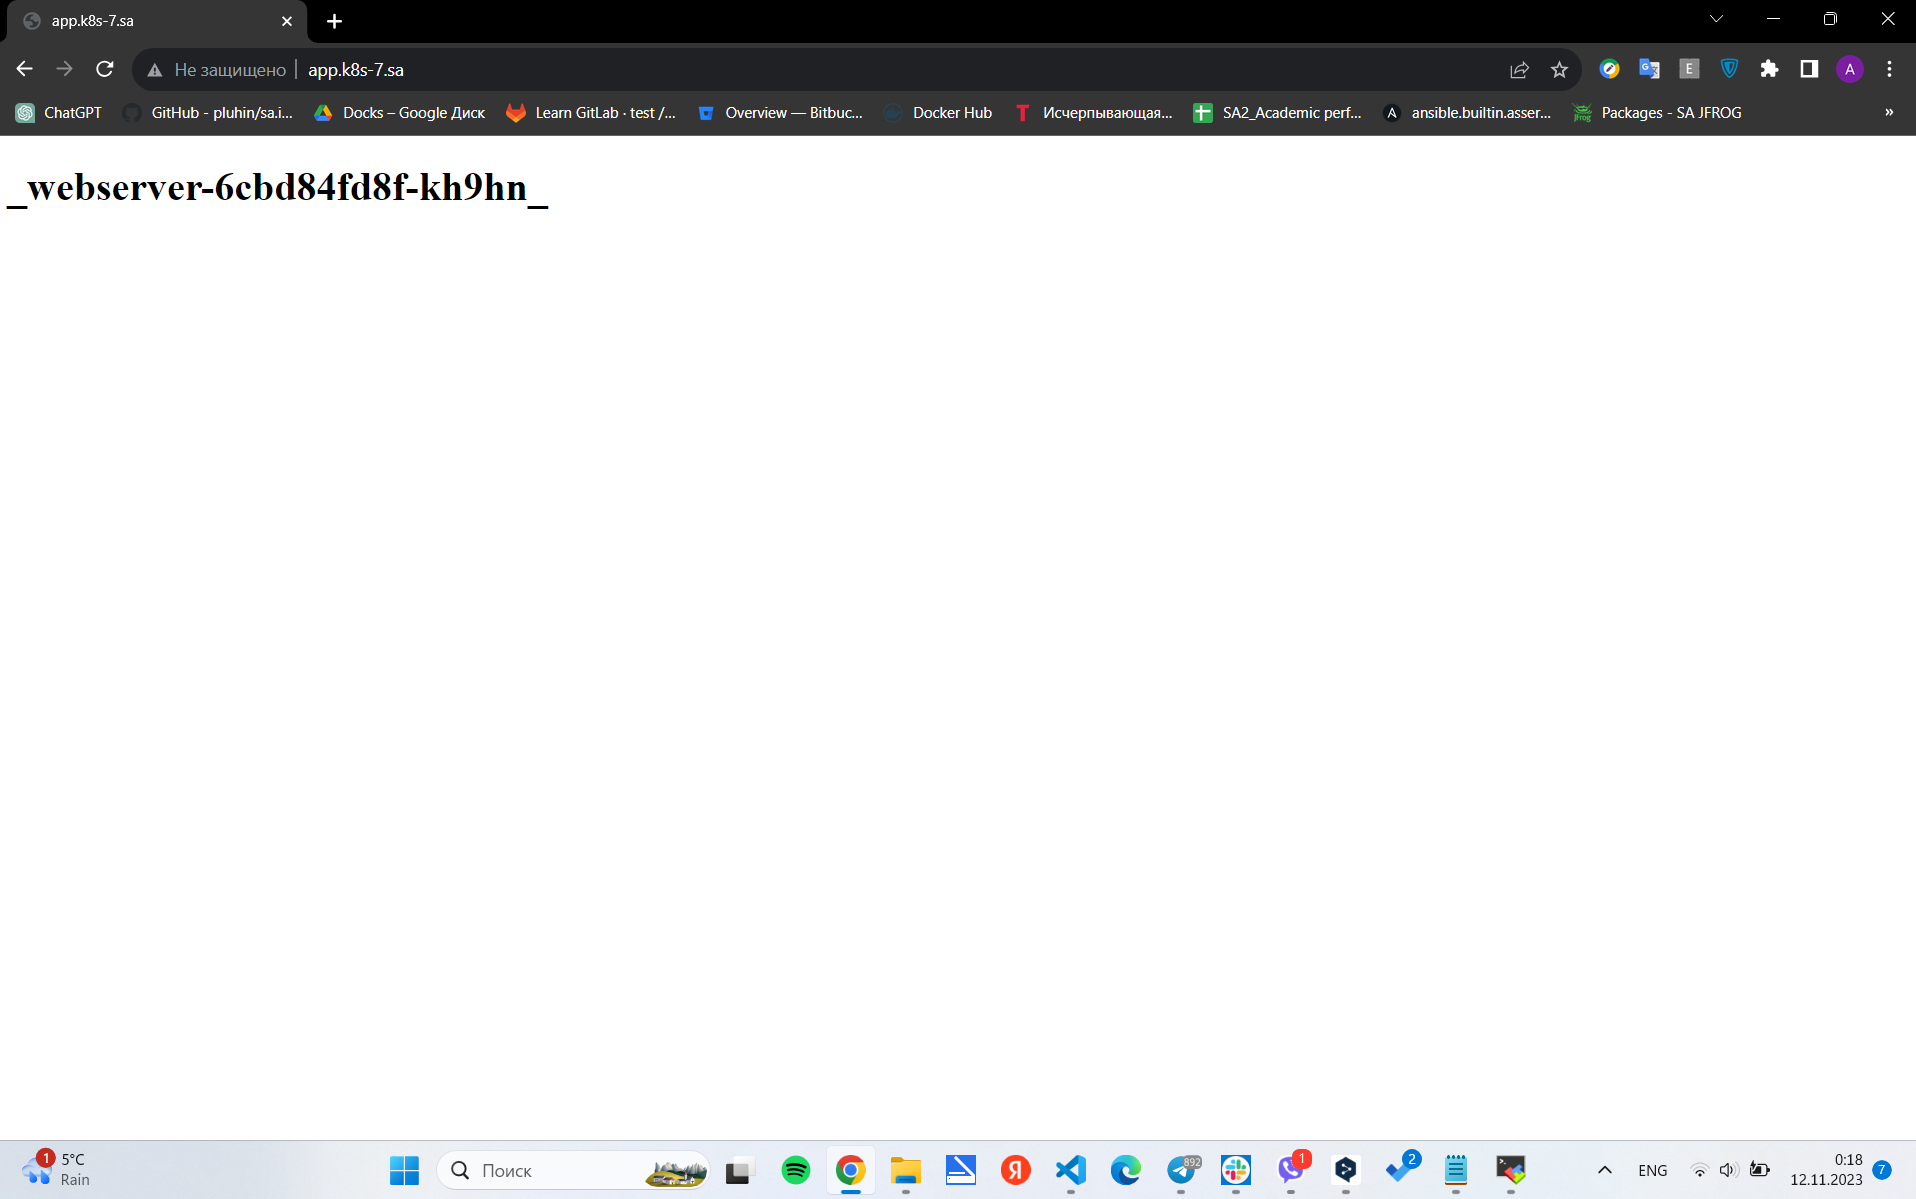 app.k8s-7.sa
Не защищено app.k8s-7.sa
ChatGPT GitHub - pluhin/sa.i... Docks – Google Диск Learn GitLab · test /... Overview — Bitbuc... Docker Hub Исчерпывающая... SA2_Academic perf... ansible.builtin.asser... Packages - SA JFROG »
_webserver-6cbd84fd8f-kh9hn_
1 5°C
Rain
Поиск
892
1
2
ENG
0:18
12.11.2023
7